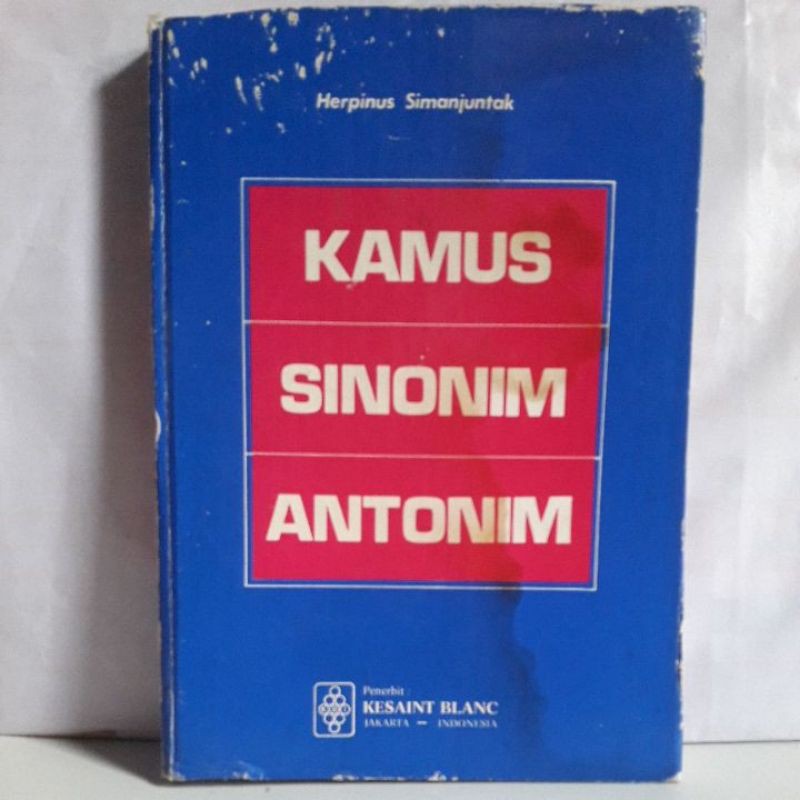 Herpinus Simanjuntak
KAMUS
SINONIM
ANTONIM
Penerbit :
KESAINT BLANC
JAKARTA — INDONESIA